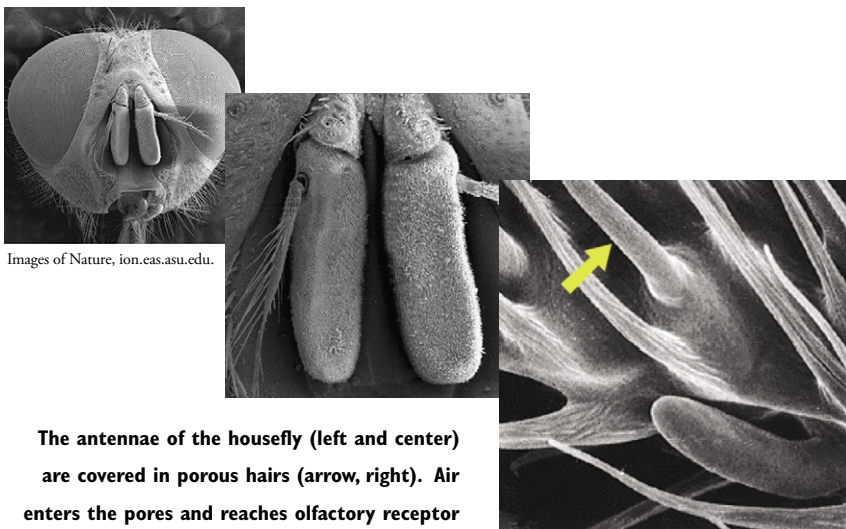 Images of Nature, ion.eas.asu.edu.
The antennae of the housefly (left and center)
are covered in porous hairs (arrow, right).  Air
enters the pores and reaches olfactory receptor